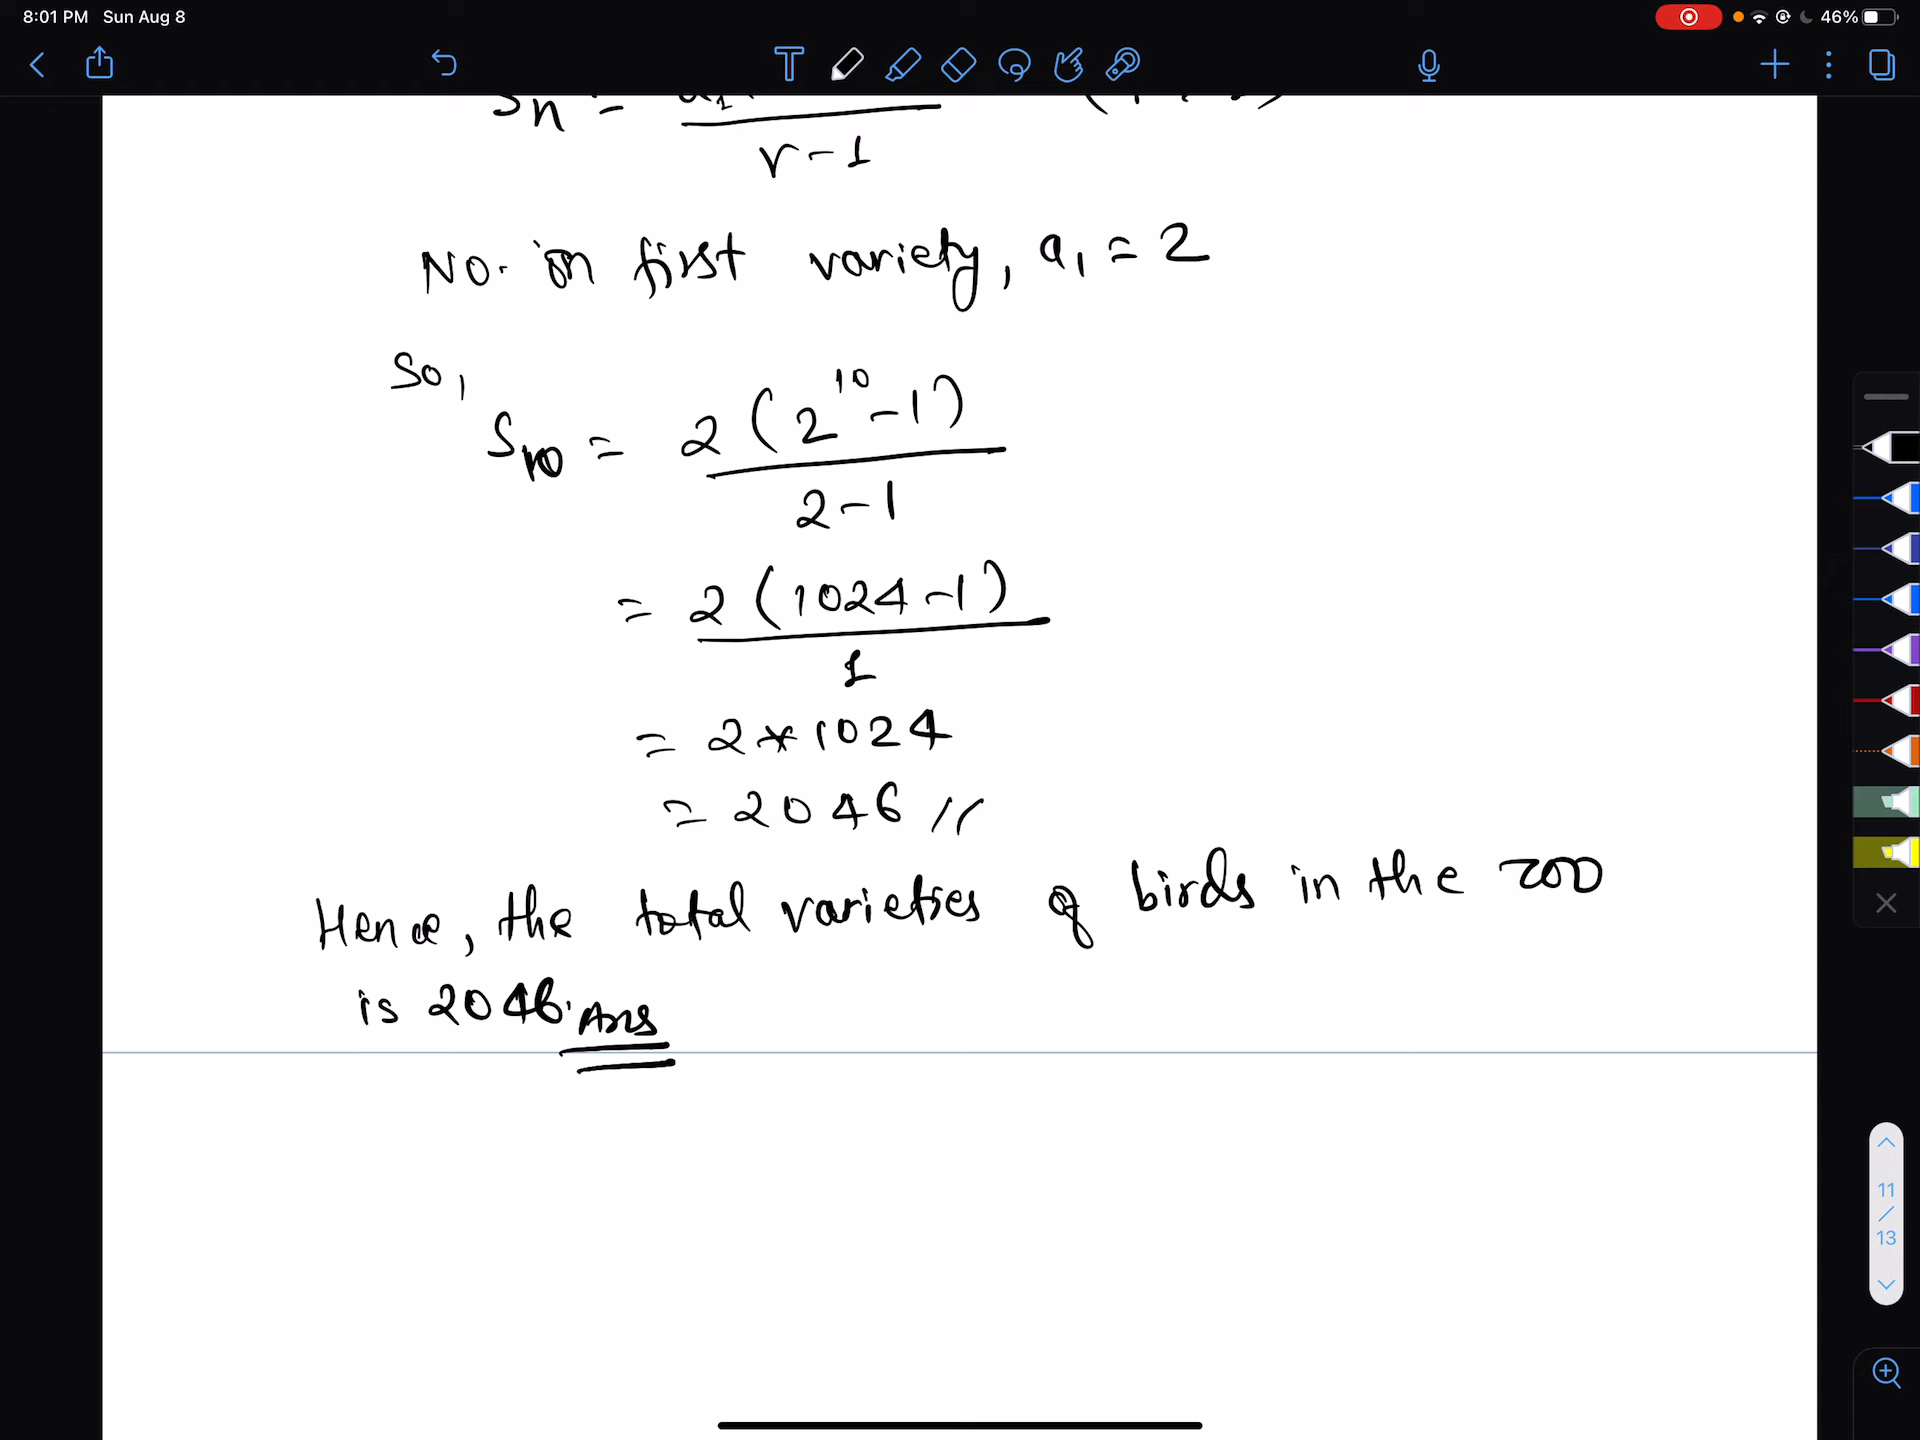 8:01 PM Sun Aug 8
46%
Sn =
r-1
No. in first variety, a₁ = 2
So,
S₁₀ = 2(2¹⁰-1)
2-1
= 2(1024-1)
1
= 2*1024
= 2046 //
Hence, the total varieties of birds in the zoo
is 2046. Ans
11
/
13